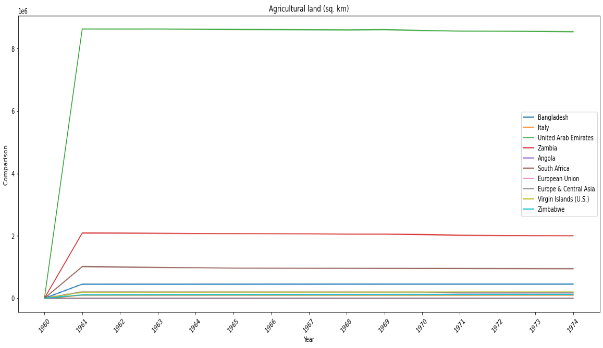 Agricultural land (sq. km)
1e6
8
6
4
2
0
Comparison
1960
1961
1962
1963
1964
1965
1966
1967
1968
1969
1970
1971
1972
1973
1974
Year
Bangladesh
Italy
United Arab Emirates
Zambia
Angola
South Africa
European Union
Europe & Central Asia
Virgin Islands (U.S.)
Zimbabwe